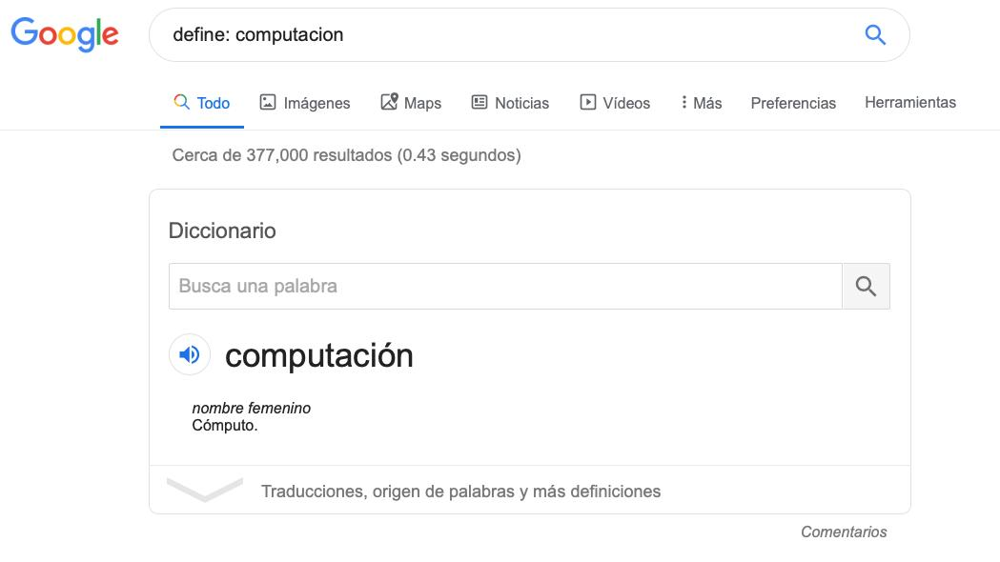 Google
define: computacion
Todo Imágenes Maps Noticias Vídeos Más Preferencias Herramientas
Cerca de 377,000 resultados (0.43 segundos)
Diccionario
Busca una palabra
computación
nombre femenino
Cómputo.
Traducciones, origen de palabras y más definiciones
Comentarios